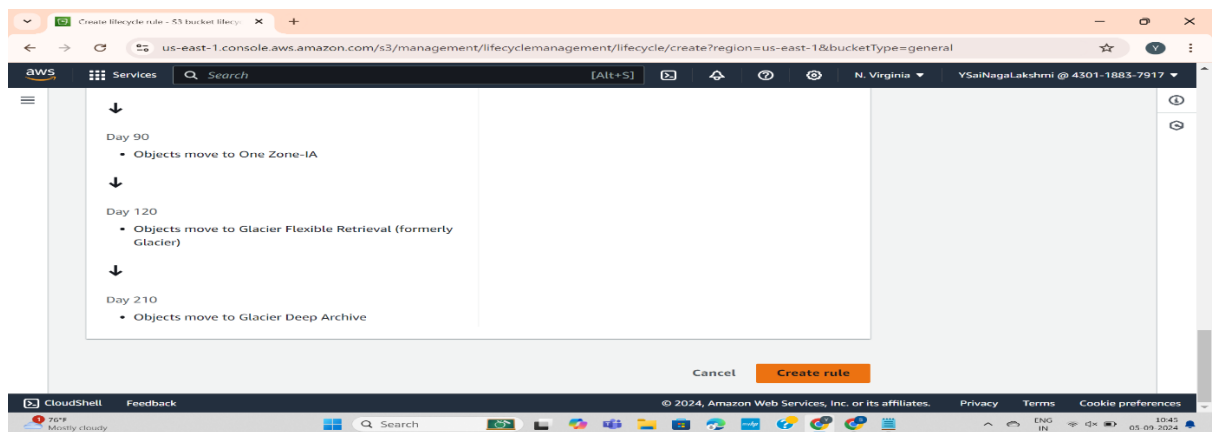 Create lifecycle rule - S3 bucket lifecy
us-east-1.console.aws.amazon.com/s3/management/lifecyclemanagement/lifecycle/create?region=us-east-1&bucketType=general
Y
aws Services Search [Alt+S] N. Virginia YSaiNagaLakshmi @ 4301-1883-7917
Day 90
Objects move to One Zone-IA
Day 120
Objects move to Glacier Flexible Retrieval (formerly
Glacier)
Day 210
Objects move to Glacier Deep Archive
Cancel Create rule
CloudShell Feedback © 2024, Amazon Web Services, Inc. or its affiliates. Privacy Terms Cookie preferences
1 76°F
Mostly cloudy
Search
ENG
IN
10:45
05-09-2024